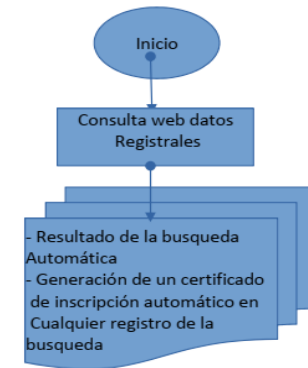 Inicio
Consulta web datos
Registrales
- Resultado de la busqueda
Automática
- Generación de un certificado
de inscripción automático en
Cualquier registro de la
busqueda